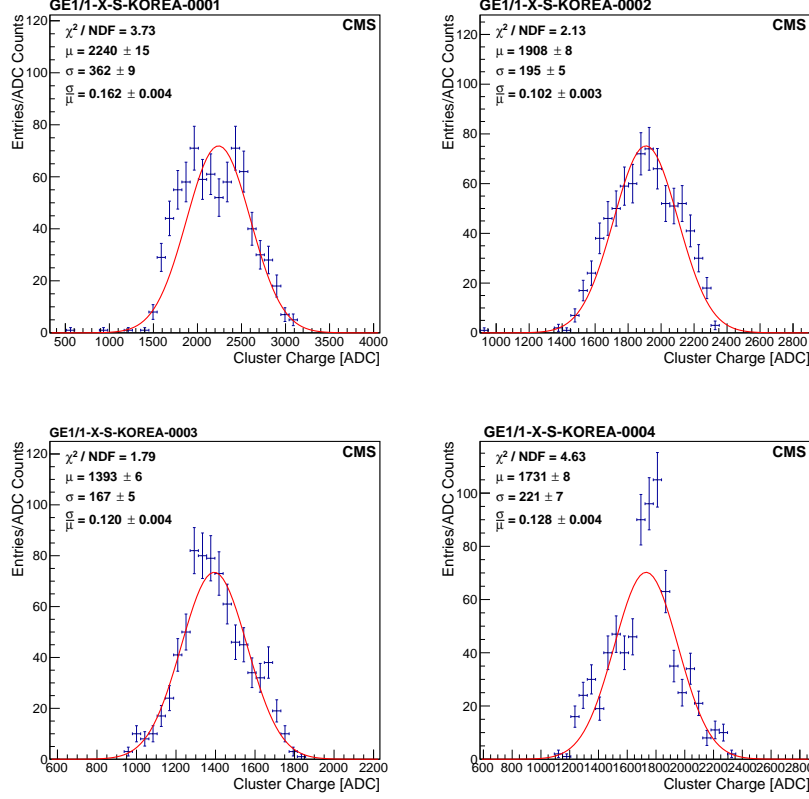 GE1/1-X-S-KOREA-0001
CMS
χ² / NDF = 3.73
μ = 2240 ± 15
σ = 362 ± 9
σ/μ = 0.162 ± 0.004
Entries/ADC Counts
120
100
80
60
40
20
0
500 1000 1500 2000 2500 3000 3500 4000
Cluster Charge [ADC]
GE1/1-X-S-KOREA-0002
CMS
χ² / NDF = 2.13
μ = 1908 ± 8
σ = 195 ± 5
σ/μ = 0.102 ± 0.003
Entries/ADC Counts
120
100
80
60
40
20
0
1000 1200 1400 1600 1800 2000 2200 2400 2600 2800
Cluster Charge [ADC]
GE1/1-X-S-KOREA-0003
CMS
χ² / NDF = 1.79
μ = 1393 ± 6
σ = 167 ± 5
σ/μ = 0.120 ± 0.004
Entries/ADC Counts
120
100
80
60
40
20
0
600 800 1000 1200 1400 1600 1800 2000 2200
Cluster Charge [ADC]
GE1/1-X-S-KOREA-0004
CMS
χ² / NDF = 4.63
μ = 1731 ± 8
σ = 221 ± 7
σ/μ = 0.128 ± 0.004
Entries/ADC Counts
100
80
60
40
20
0
600 800 1000 1200 1400 1600 1800 2000 2200 2400 2600 2800
Cluster Charge [ADC]